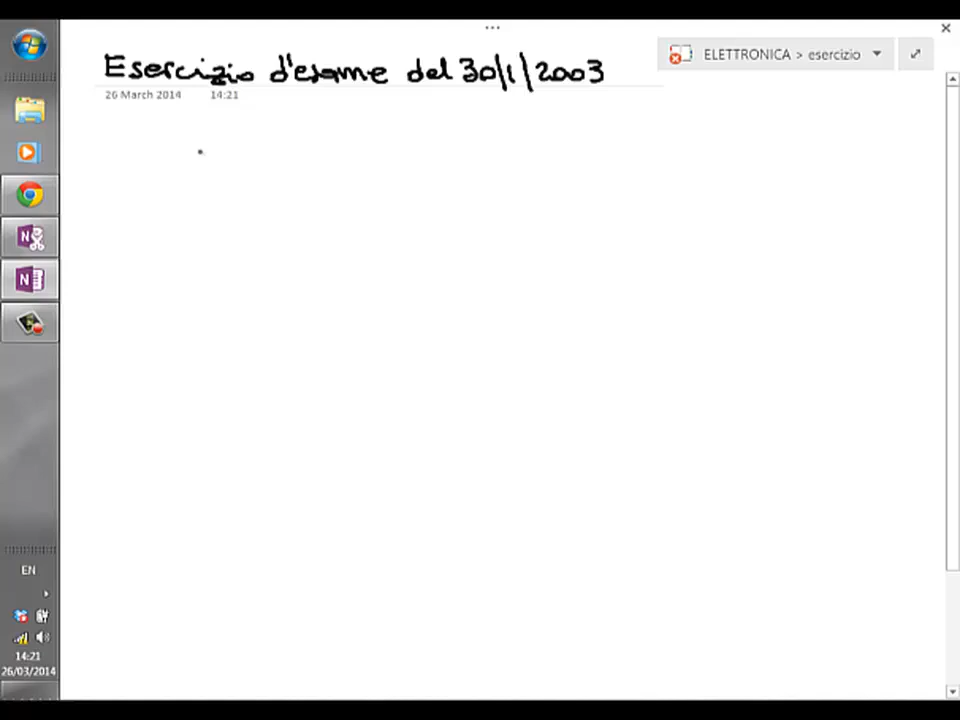 Esercizio d'esame del 30/1/2003
26 March 2014 14:21
ELETTRONICA > esercizio
EN
14:21
26/03/2014